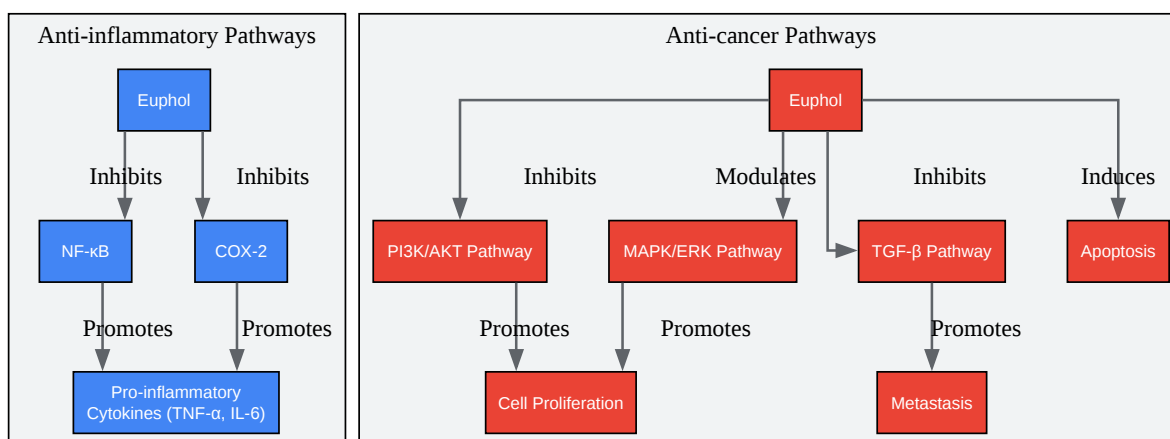 Anti-inflammatory Pathways
Euphol
Inhibits
Inhibits
NF-κB
COX-2
Promotes
Promotes
Pro-inflammatory
Cytokines (TNF-α, IL-6)
Anti-cancer Pathways
Euphol
Inhibits
Modulates
Inhibits
Induces
PI3K/AKT Pathway
MAPK/ERK Pathway
TGF-β Pathway
Apoptosis
Promotes
Promotes
Promotes
Cell Proliferation
Metastasis